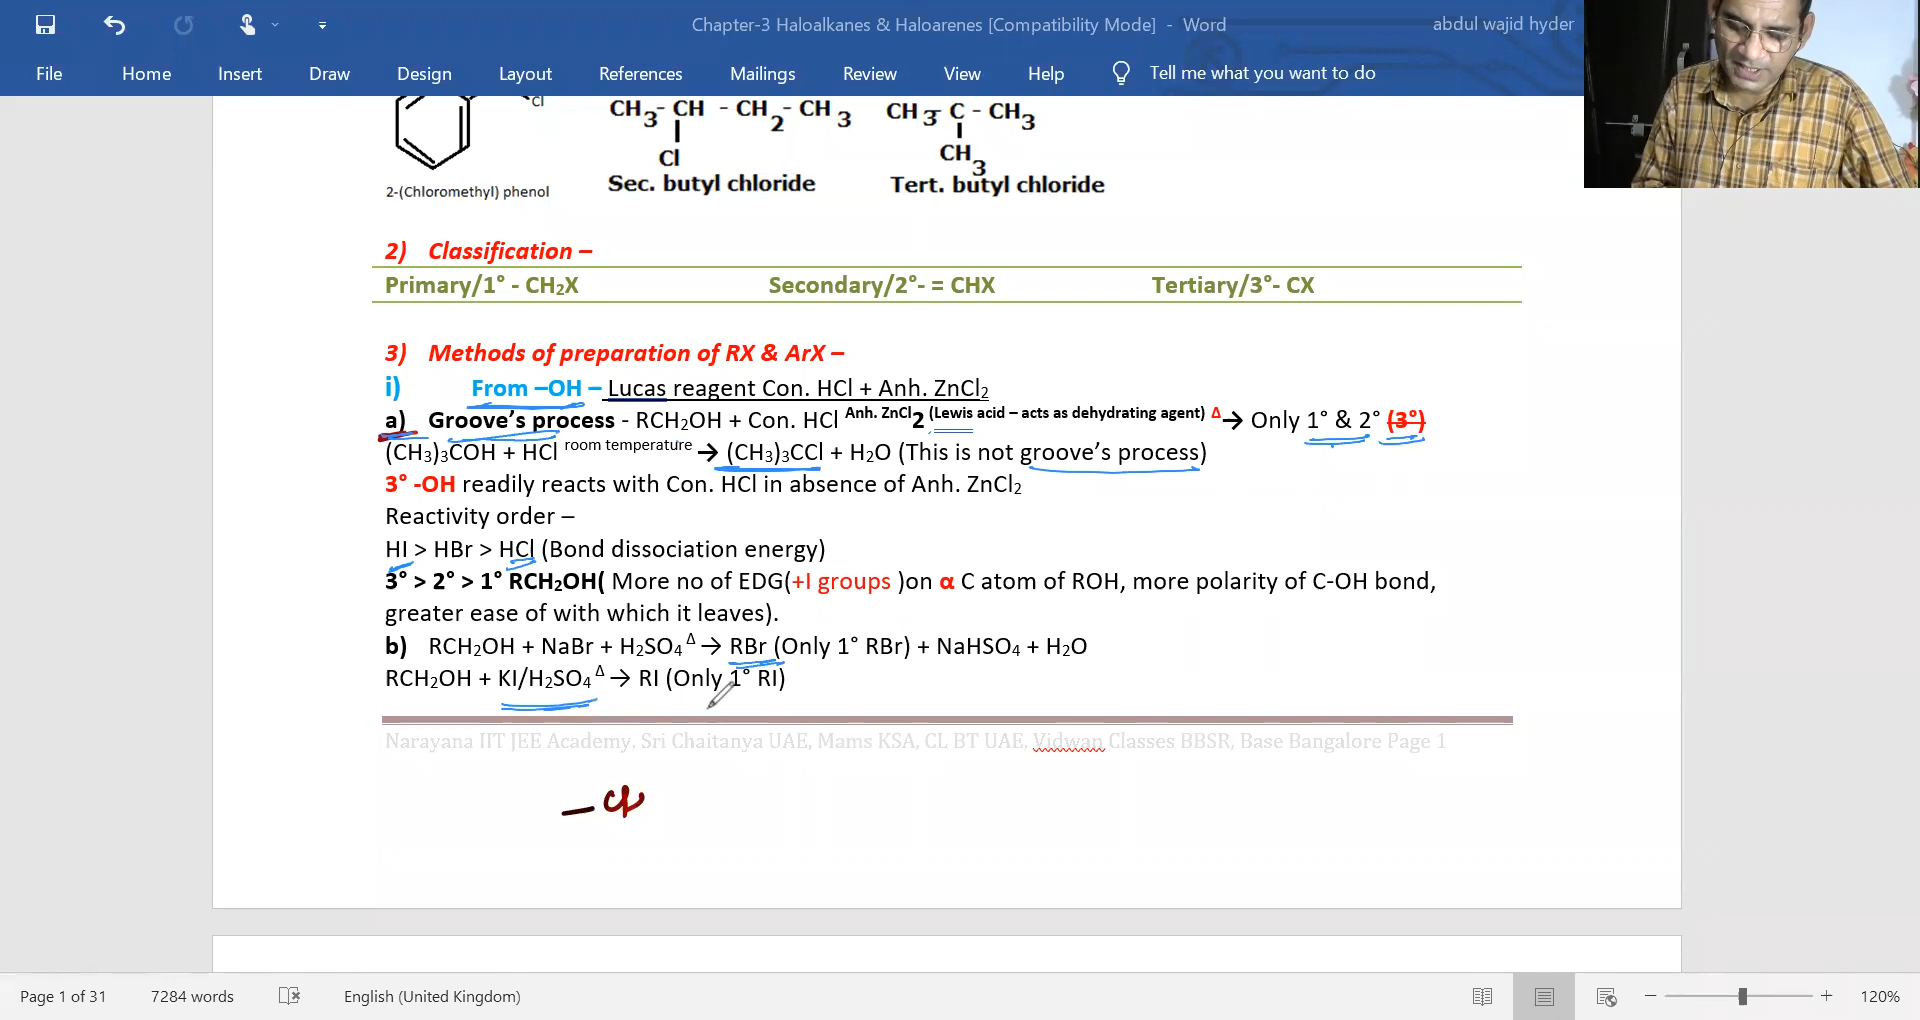 Chapter-3 Haloalkanes & Haloarenes [Compatibility Mode] - Word
abdul wajid hyder
File Home Insert Draw Design Layout References Mailings Review View Help Tell me what you want to do
Cl
CH3- CH - CH2- CH3
Cl
Sec. butyl chloride
CH3- C - CH3
CH3
Tert. butyl chloride
2-(Chloromethyl) phenol
2) Classification –
Primary/1° - CH₂X Secondary/2°- = CHX Tertiary/3°- CX
3) Methods of preparation of RX & ArX –
i) From –OH – Lucas reagent Con. HCl + Anh. ZnCl₂
a) Groove’s process - RCH₂OH + Con. HCl Anh. ZnCl2 (Lewis acid – acts as dehydrating agent) Δ→ Only 1° & 2° (3°)
(CH₃)₃COH + HCl room temperature → (CH₃)₃CCl + H₂O (This is not groove’s process)
3° -OH readily reacts with Con. HCl in absence of Anh. ZnCl₂
Reactivity order –
HI > HBr > HCl (Bond dissociation energy)
3° > 2° > 1° RCH₂OH( More no of EDG(+I groups )on α C atom of ROH, more polarity of C-OH bond,
greater ease of with which it leaves).
b) RCH₂OH + NaBr + H₂SO₄ Δ → RBr (Only 1° RBr) + NaHSO₄ + H₂O
RCH₂OH + KI/H₂SO₄ Δ → RI (Only 1° RI)
Narayana IIT JEE Academy, Sri Chaitanya UAE, Mams KSA, CL BT UAE, Vidwan Classes BBSR, Base Bangalore Page 1
Page 1 of 31 7284 words English (United Kingdom) 120%